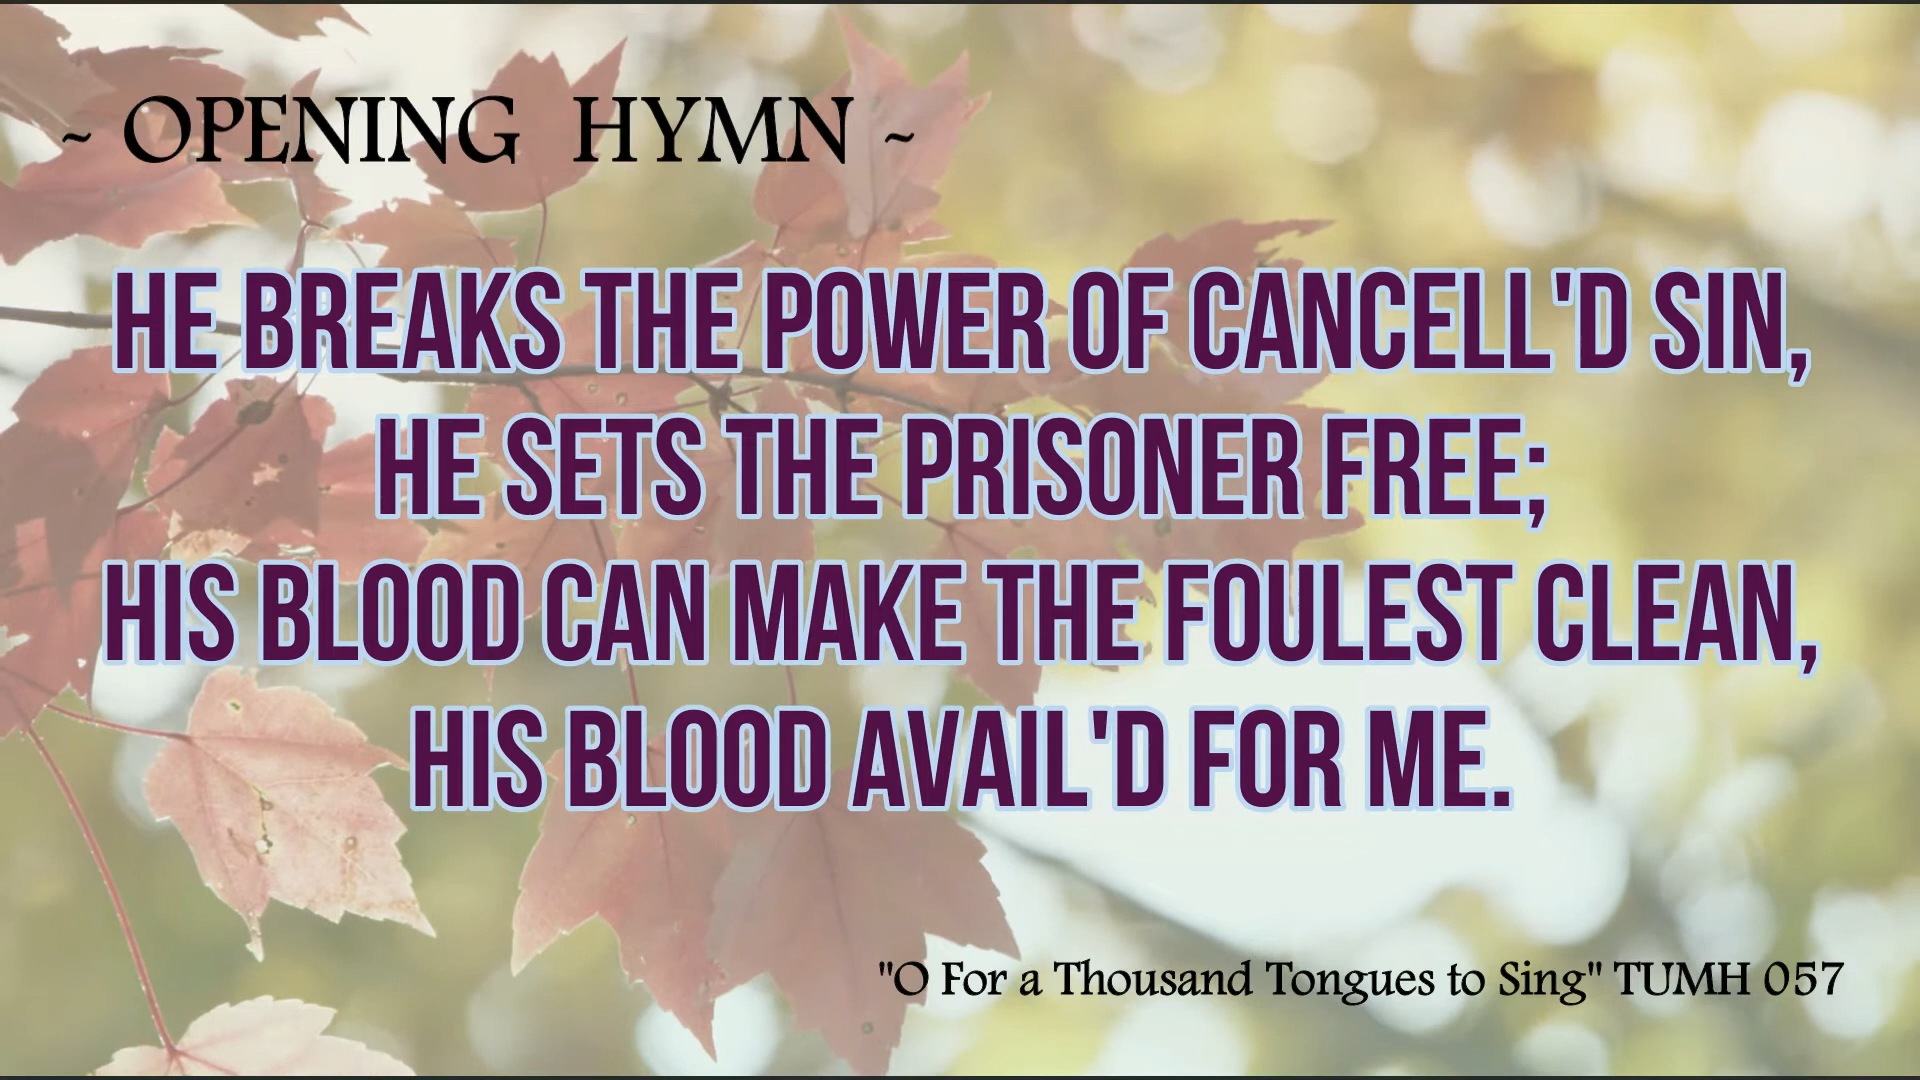 ~ OPENING HYMN ~
HE BREAKS THE POWER OF CANCELL'D SIN,
HE SETS THE PRISONER FREE;
HIS BLOOD CAN MAKE THE FOULEST CLEAN,
HIS BLOOD AVAIL'D FOR ME.
"O For a Thousand Tongues to Sing" TUMH 057